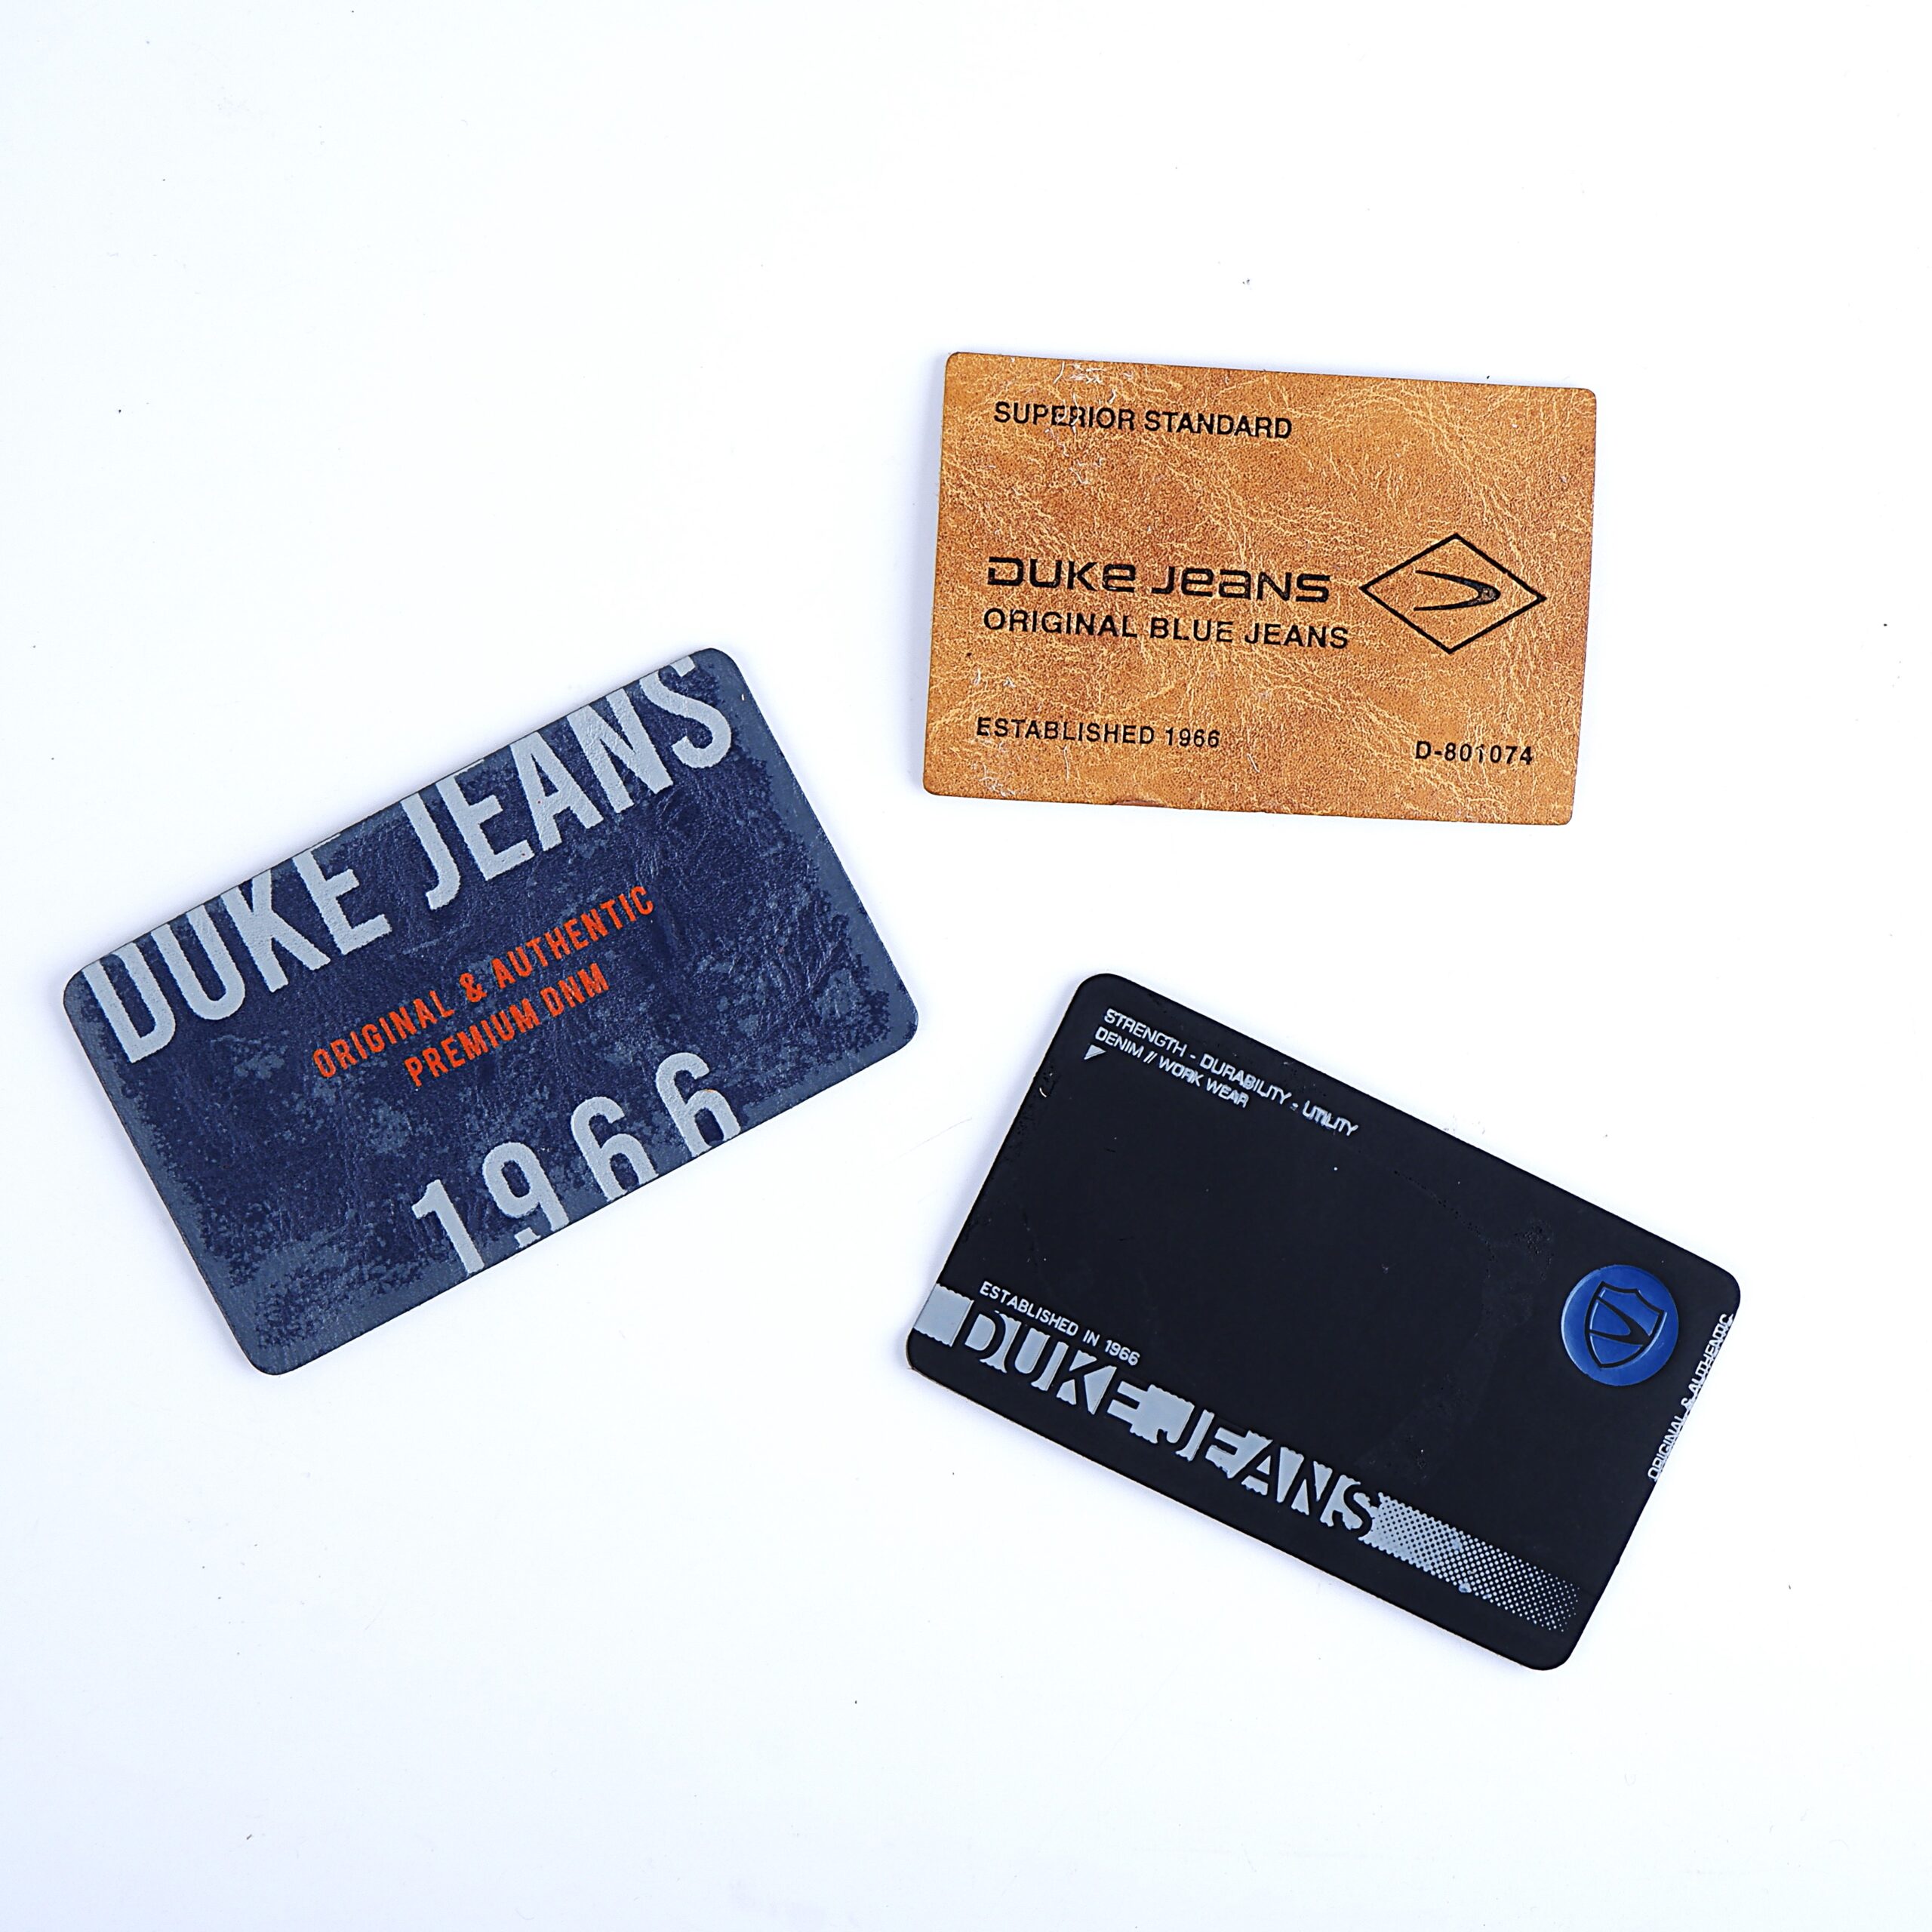 SUPERIOR STANDARD
DUKE JEANS
ORIGINAL BLUE JEANS
ESTABLISHED 1966
D-801074
DUKE JEANS
ORIGINAL & AUTHENTIC
PREMIUM DNM
1966
STRENGTH - DURABILITY - UTILITY
DENIM // WORK WEAR
ESTABLISHED IN 1966
DUKE JEANS
ORIGINAL & AUTHENTIC